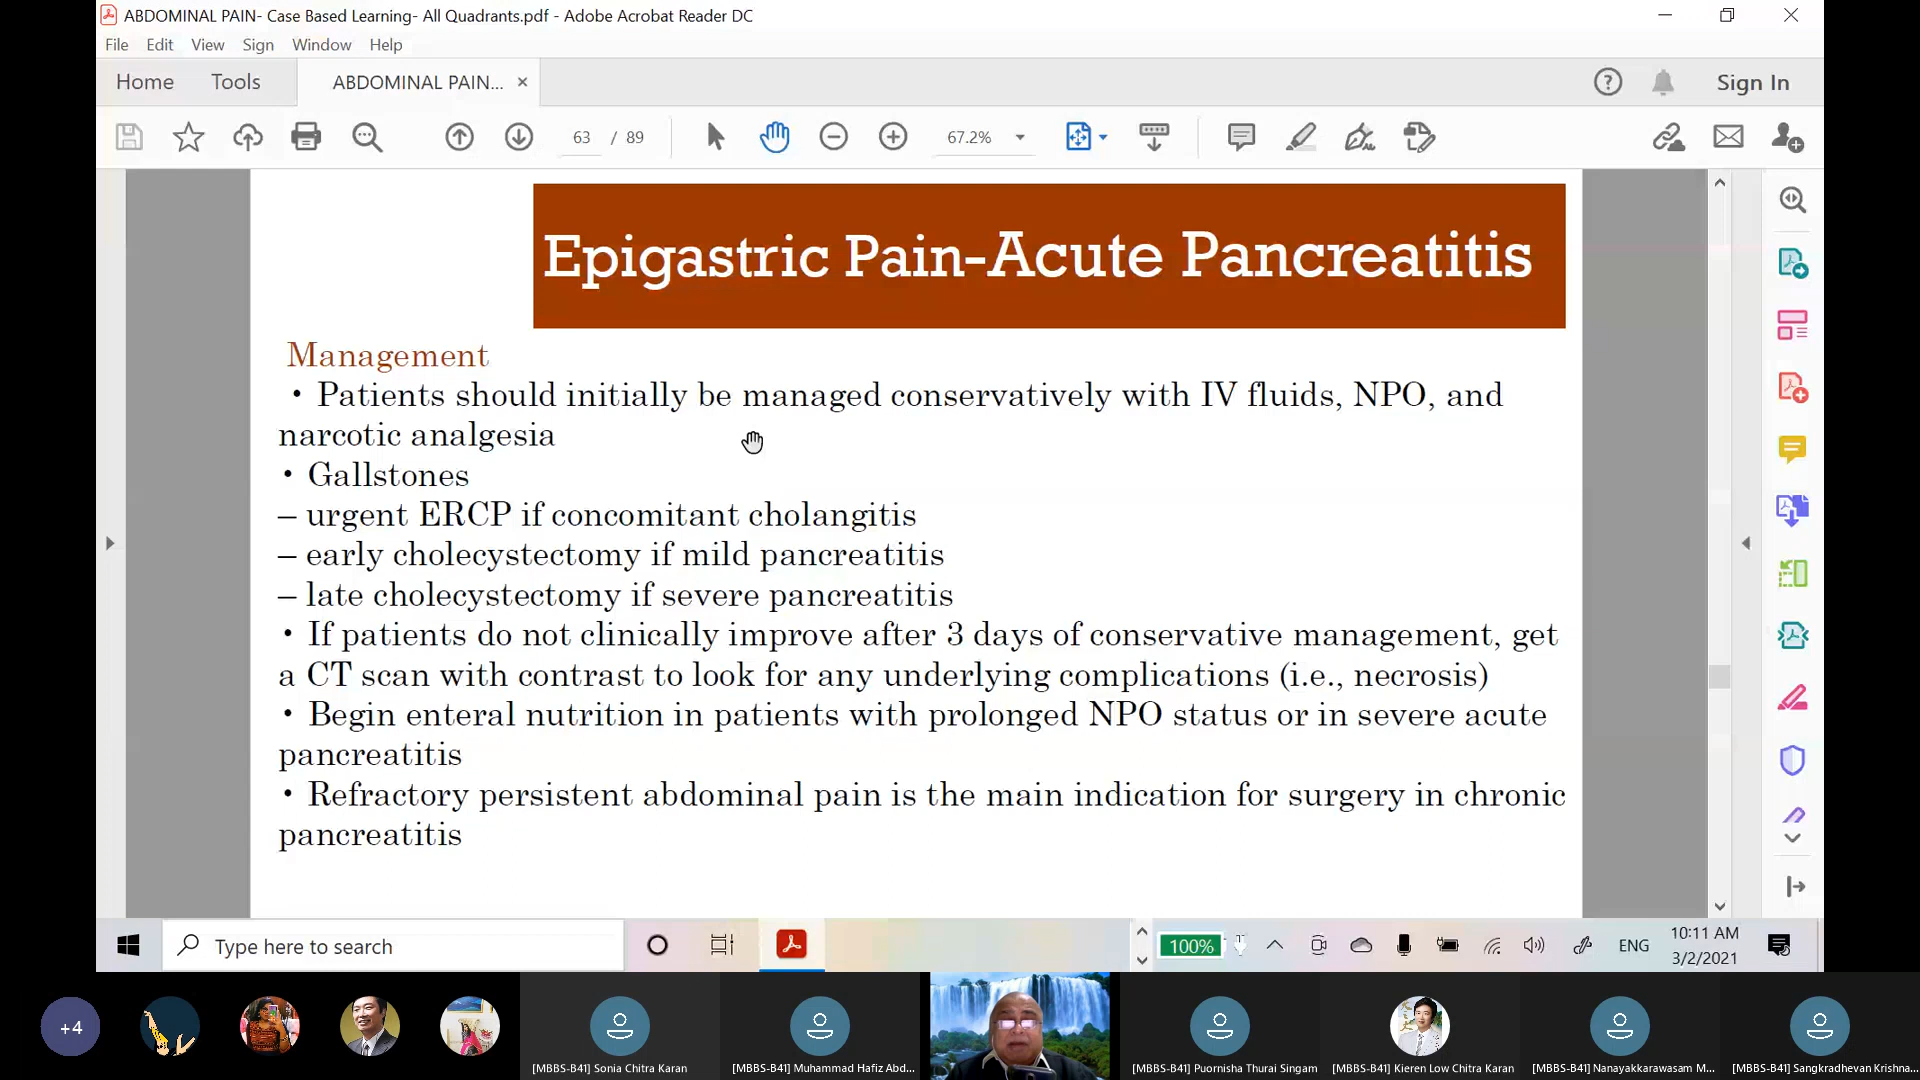 ABDOMINAL PAIN- Case Based Learning- All Quadrants.pdf - Adobe Acrobat Reader DC
File Edit View Sign Window Help
Home Tools ABDOMINAL PAIN... × Sign In
63 / 89 67.2%
Epigastric Pain-Acute Pancreatitis
Management
• Patients should initially be managed conservatively with IV fluids, NPO, and
narcotic analgesia
• Gallstones
– urgent ERCP if concomitant cholangitis
– early cholecystectomy if mild pancreatitis
– late cholecystectomy if severe pancreatitis
• If patients do not clinically improve after 3 days of conservative management, get
a CT scan with contrast to look for any underlying complications (i.e., necrosis)
• Begin enteral nutrition in patients with prolonged NPO status or in severe acute
pancreatitis
• Refractory persistent abdominal pain is the main indication for surgery in chronic
pancreatitis
Type here to search 100% ENG 10:11 AM
3/2/2021
+4
[MBBS-B41] Sonia Chitra Karan [MBBS-B41] Muhammad Hafiz Abd... [MBBS-B41] Puornisha Thurai Singam [MBBS-B41] Kieren Low Chitra Karan [MBBS-B41] Nanayakkarawasam M... [MBBS-B41] Sangkradhevan Krishna...